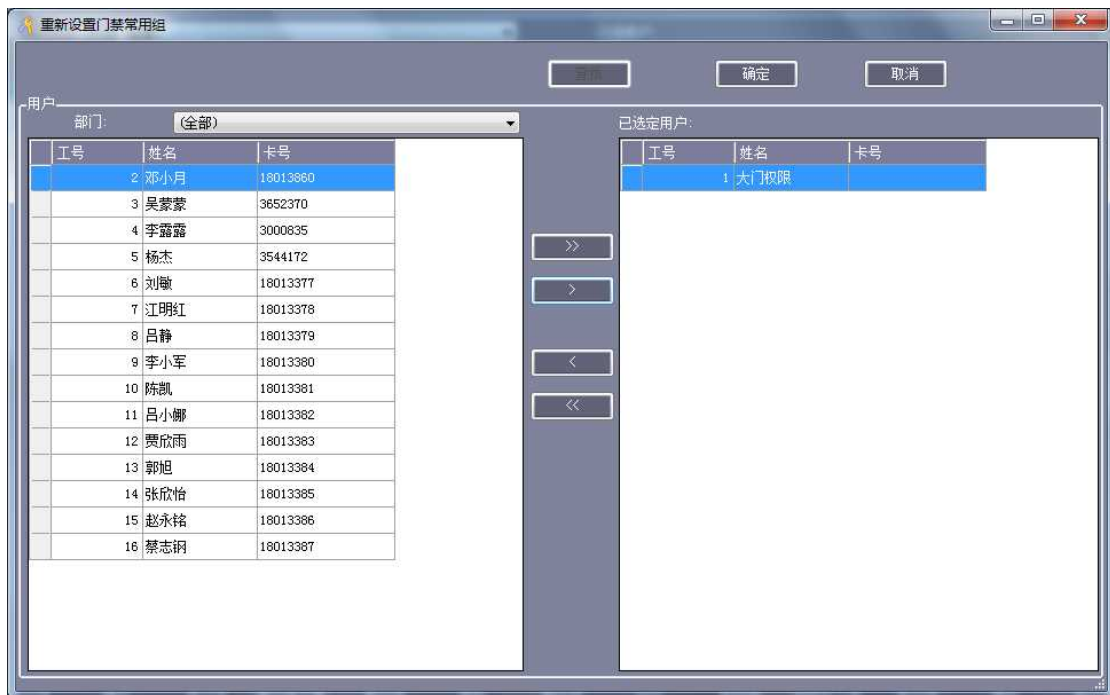 重新设置门禁常用组
确定 取消
用户
部门: (全部) 已选定用户:
工号 姓名 卡号 工号 姓名 卡号
2 邓小月 18013860 1 大门权限
3 吴蒙蒙 3652370
4 李露露 3000835
5 杨杰 3544172
6 刘敏 18013377
7 江明红 18013378
8 吕静 18013379
9 李小军 18013380
10 陈凯 18013381
11 吕小娜 18013382
12 贾欣雨 18013383
13 郭旭 18013384
14 张欣怡 18013385
15 赵永铭 18013386
16 蔡志钢 18013387
>>
>
<
<<